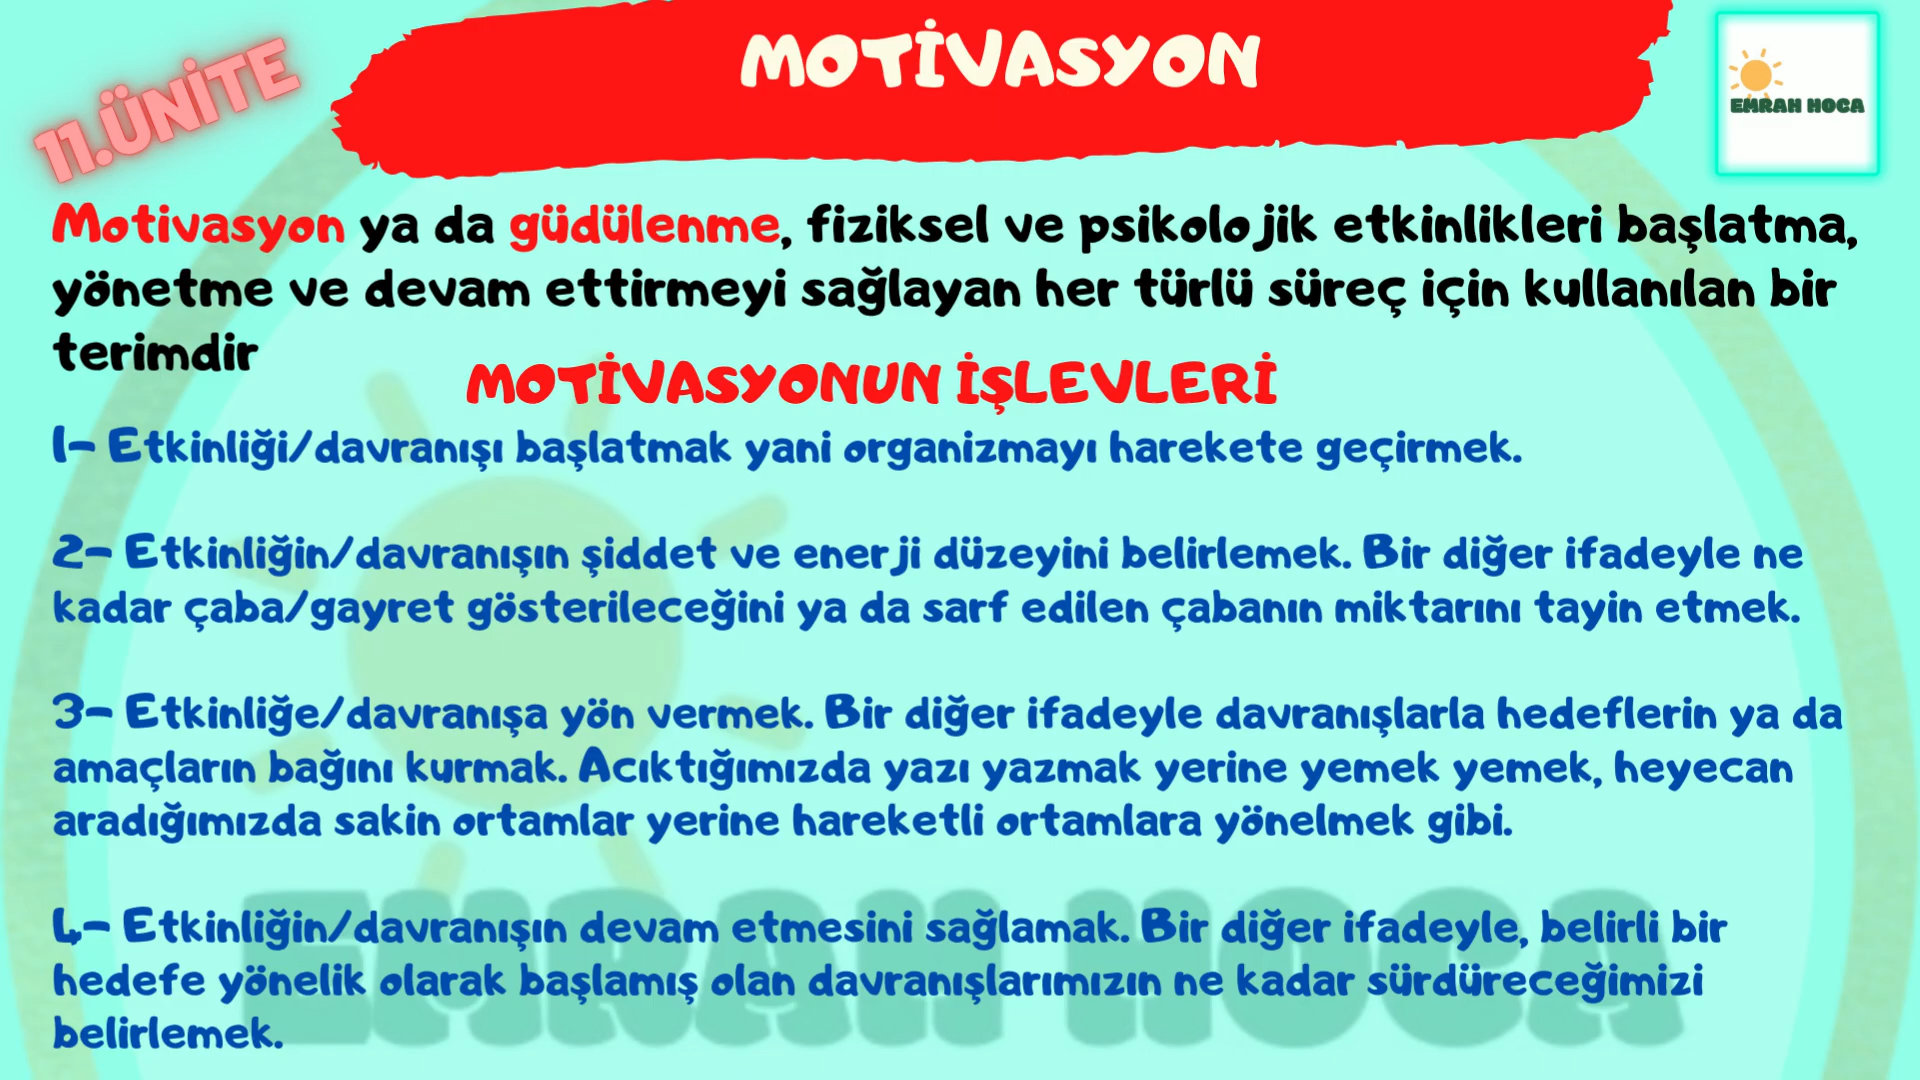 11.ÜNİTE
MOTİVASYON
EMRAH HOCA
Motivasyon ya da güdülenme, fiziksel ve psikolojik etkinlikleri başlatma,
yönetme ve devam ettirmeyi sağlayan her türlü süreç için kullanılan bir
terimdir
MOTİVASYONUN İŞLEVLERİ
1- Etkinliği/davranışı başlatmak yani organizmayı harekete geçirmek.
2- Etkinliğin/davranışın şiddet ve enerji düzeyini belirlemek. Bir diğer ifadeyle ne
kadar çaba/gayret gösterileceğini ya da sarf edilen çabanın miktarını tayin etmek.
3- Etkinliğe/davranışa yön vermek. Bir diğer ifadeyle davranışlarla hedeflerin ya da
amaçların bağını kurmak. Acıktığımızda yazı yazmak yerine yemek yemek, heyecan
aradığımızda sakin ortamlar yerine hareketli ortamlara yönelmek gibi.
4- Etkinliğin/davranışın devam etmesini sağlamak. Bir diğer ifadeyle, belirli bir
hedefe yönelik olarak başlamış olan davranışlarımızın ne kadar sürdüreceğimizi
belirlemek.
EMRAH HOCA